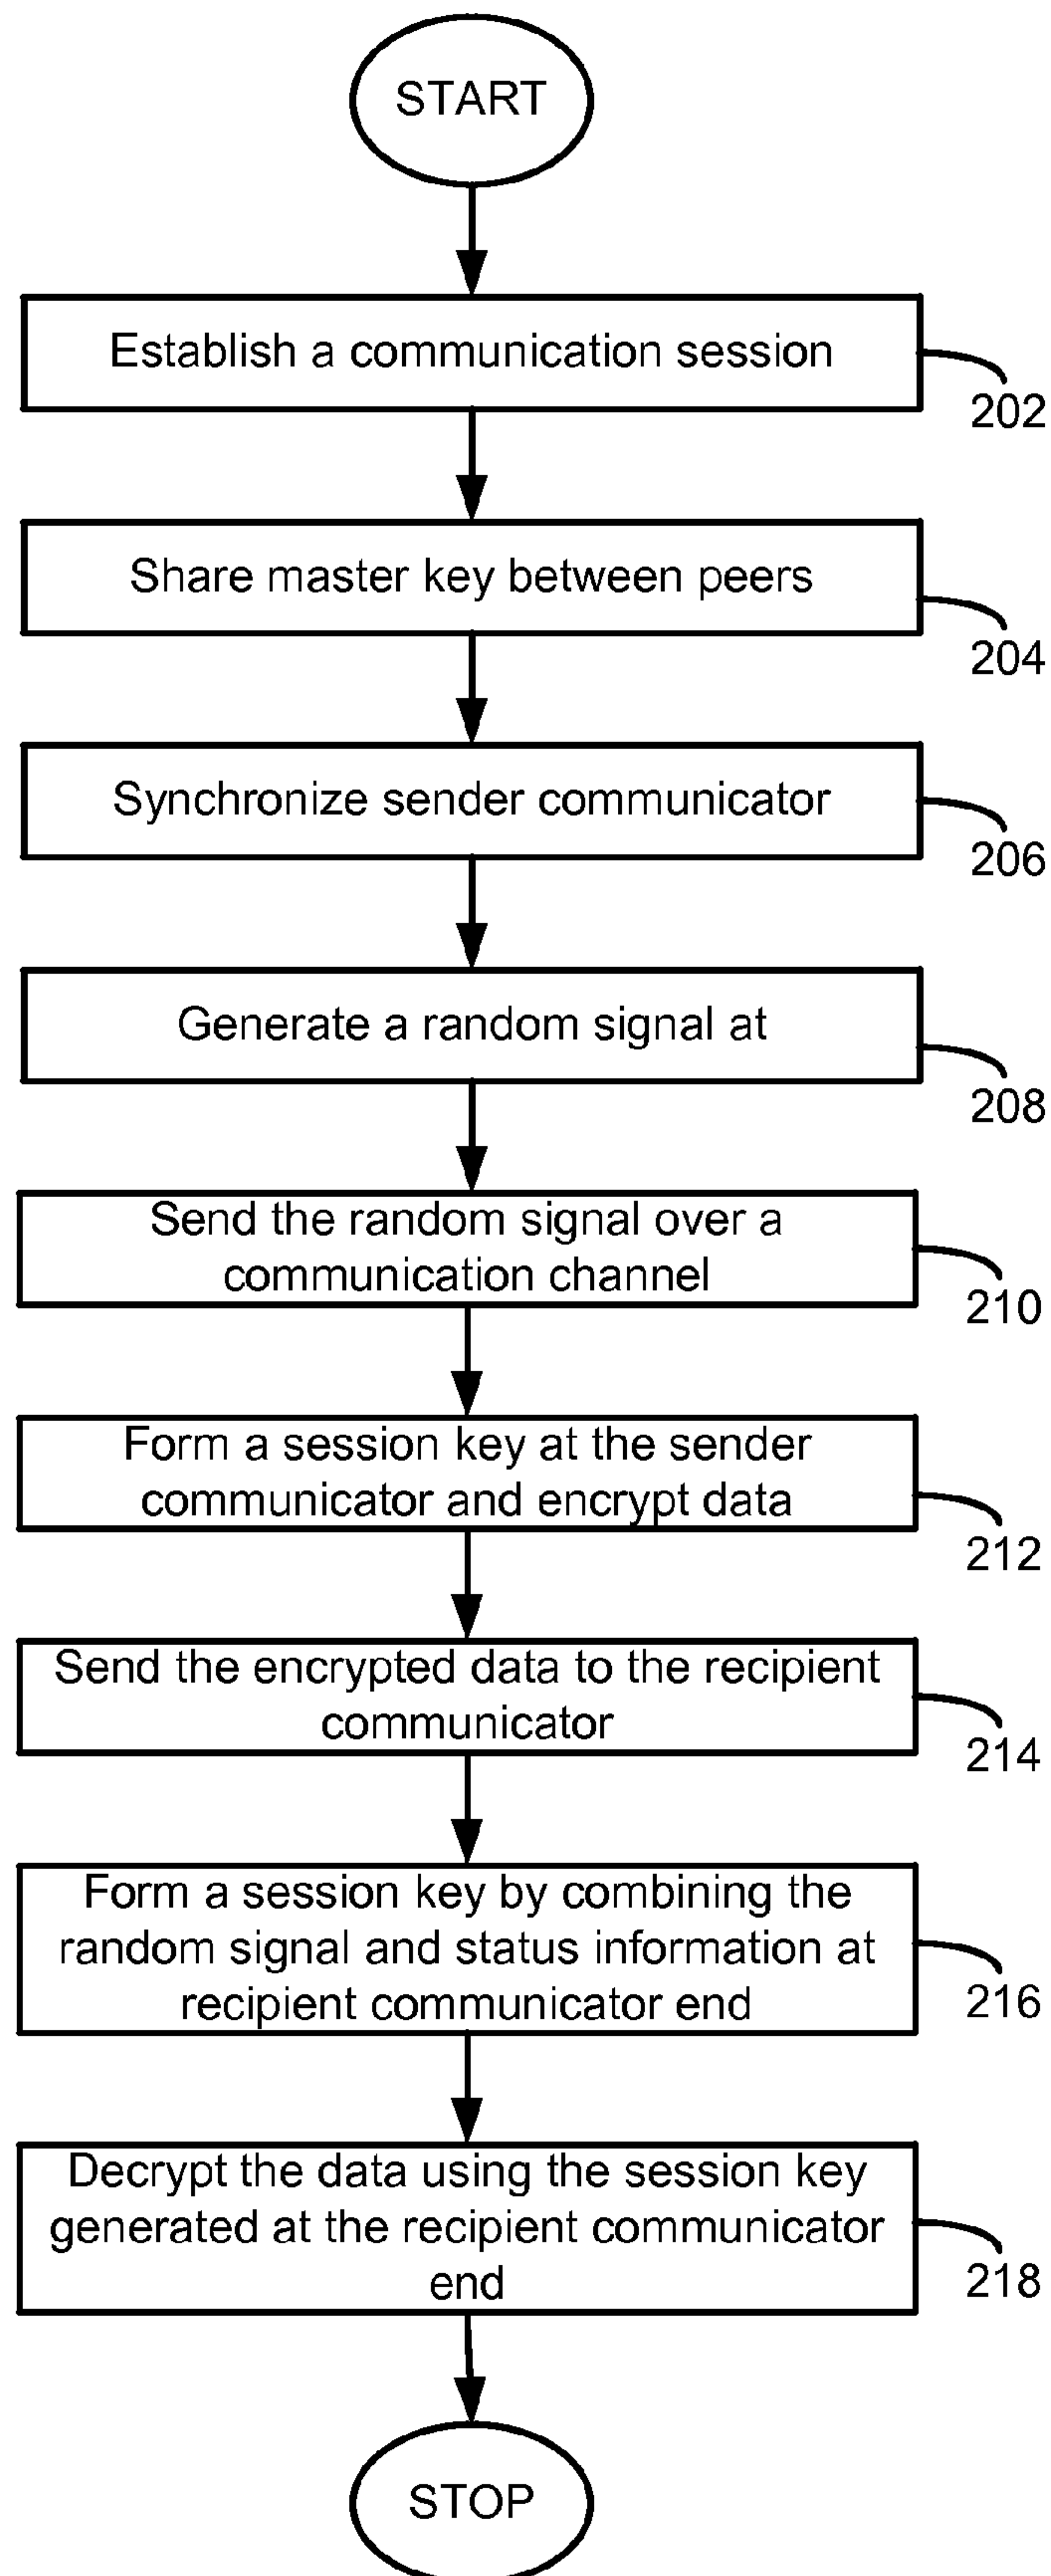 START
Establish a communication session
202
Share master key between peers
204
Synchronize sender communicator
206
Generate a random signal at
208
Send the random signal over a
communication channel
210
Form a session key at the sender
communicator and encrypt data
212
Send the encrypted data to the recipient
communicator
214
Form a session key by combining the
random signal and status information at
recipient communicator end
216
Decrypt the data using the session key
generated at the recipient communicator
end
218
STOP